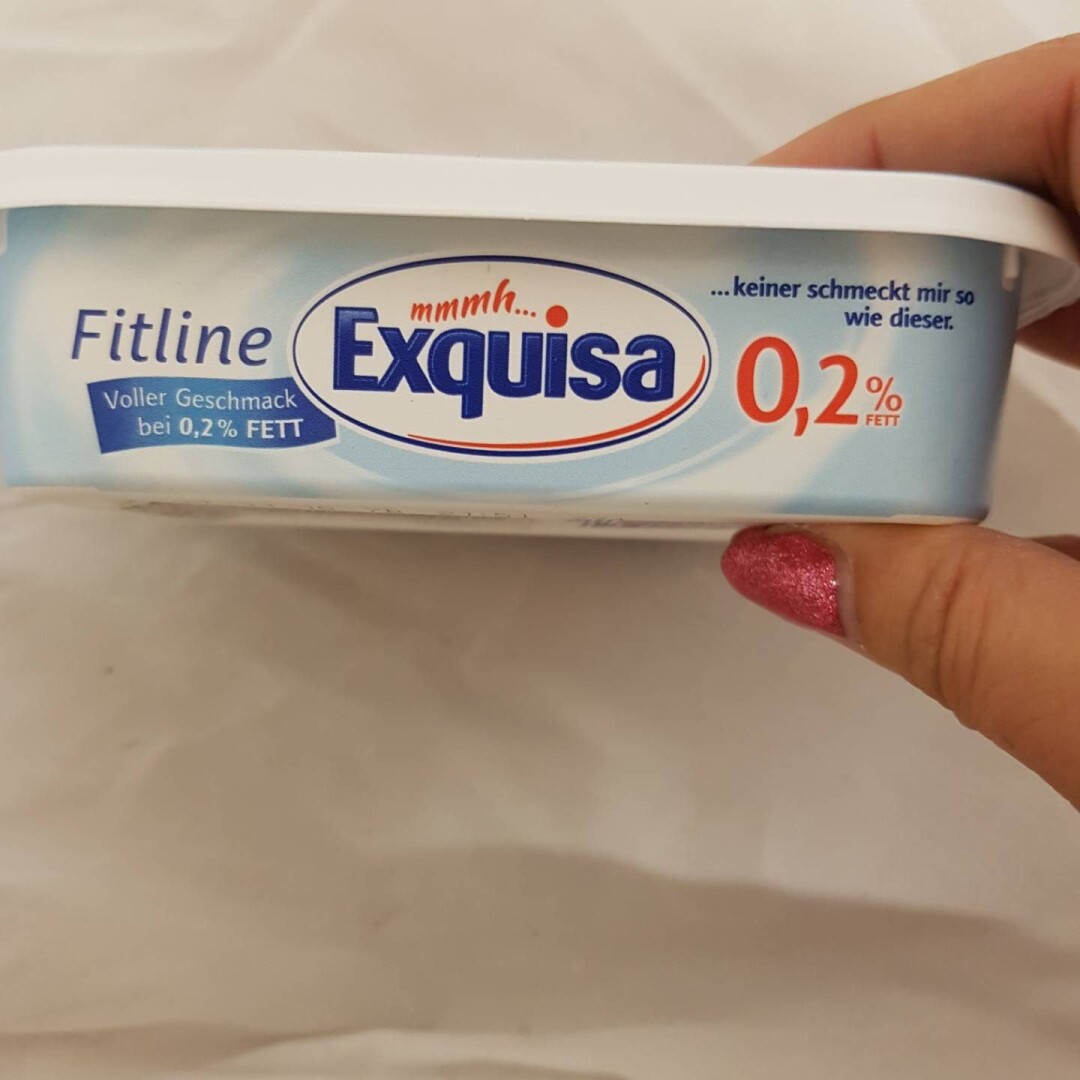 Fitline
Voller Geschmack
bei 0,2% FETT
mmmh...
Exquisa
...keiner schmeckt mir so
wie dieser.
0,2%
FETT